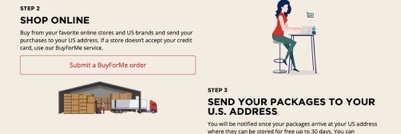 STEP 2
SHOP ONLINE
Buy from your favorite online stores and US brands and send your
purchases to your US address. If a store doesn't accept your credit
card, use our BuyForMe service.
Submit a BuyForMe order
STEP 3
SEND YOUR PACKAGES TO YOUR
U.S. ADDRESS
You will be notified once your packages arrive at your US address
where they can be stored for free up to 30 days. You can